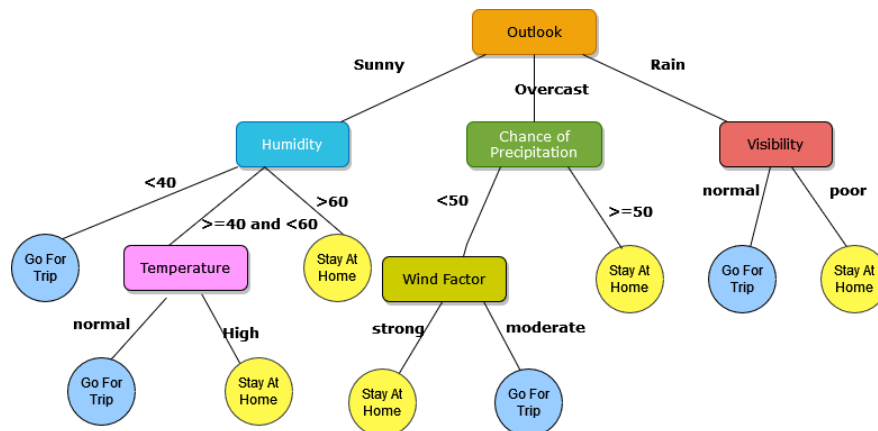 Outlook
Sunny
Overcast
Rain
Humidity
Chance of
Precipitation
Visibility
<40
>=40 and <60
>60
<50
>=50
normal
poor
Go For
Trip
Temperature
Stay At
Home
Wind Factor
Stay At
Home
Go For
Trip
Stay At
Home
normal
High
strong
moderate
Go For
Trip
Stay At
Home
Stay At
Home
Go For
Trip